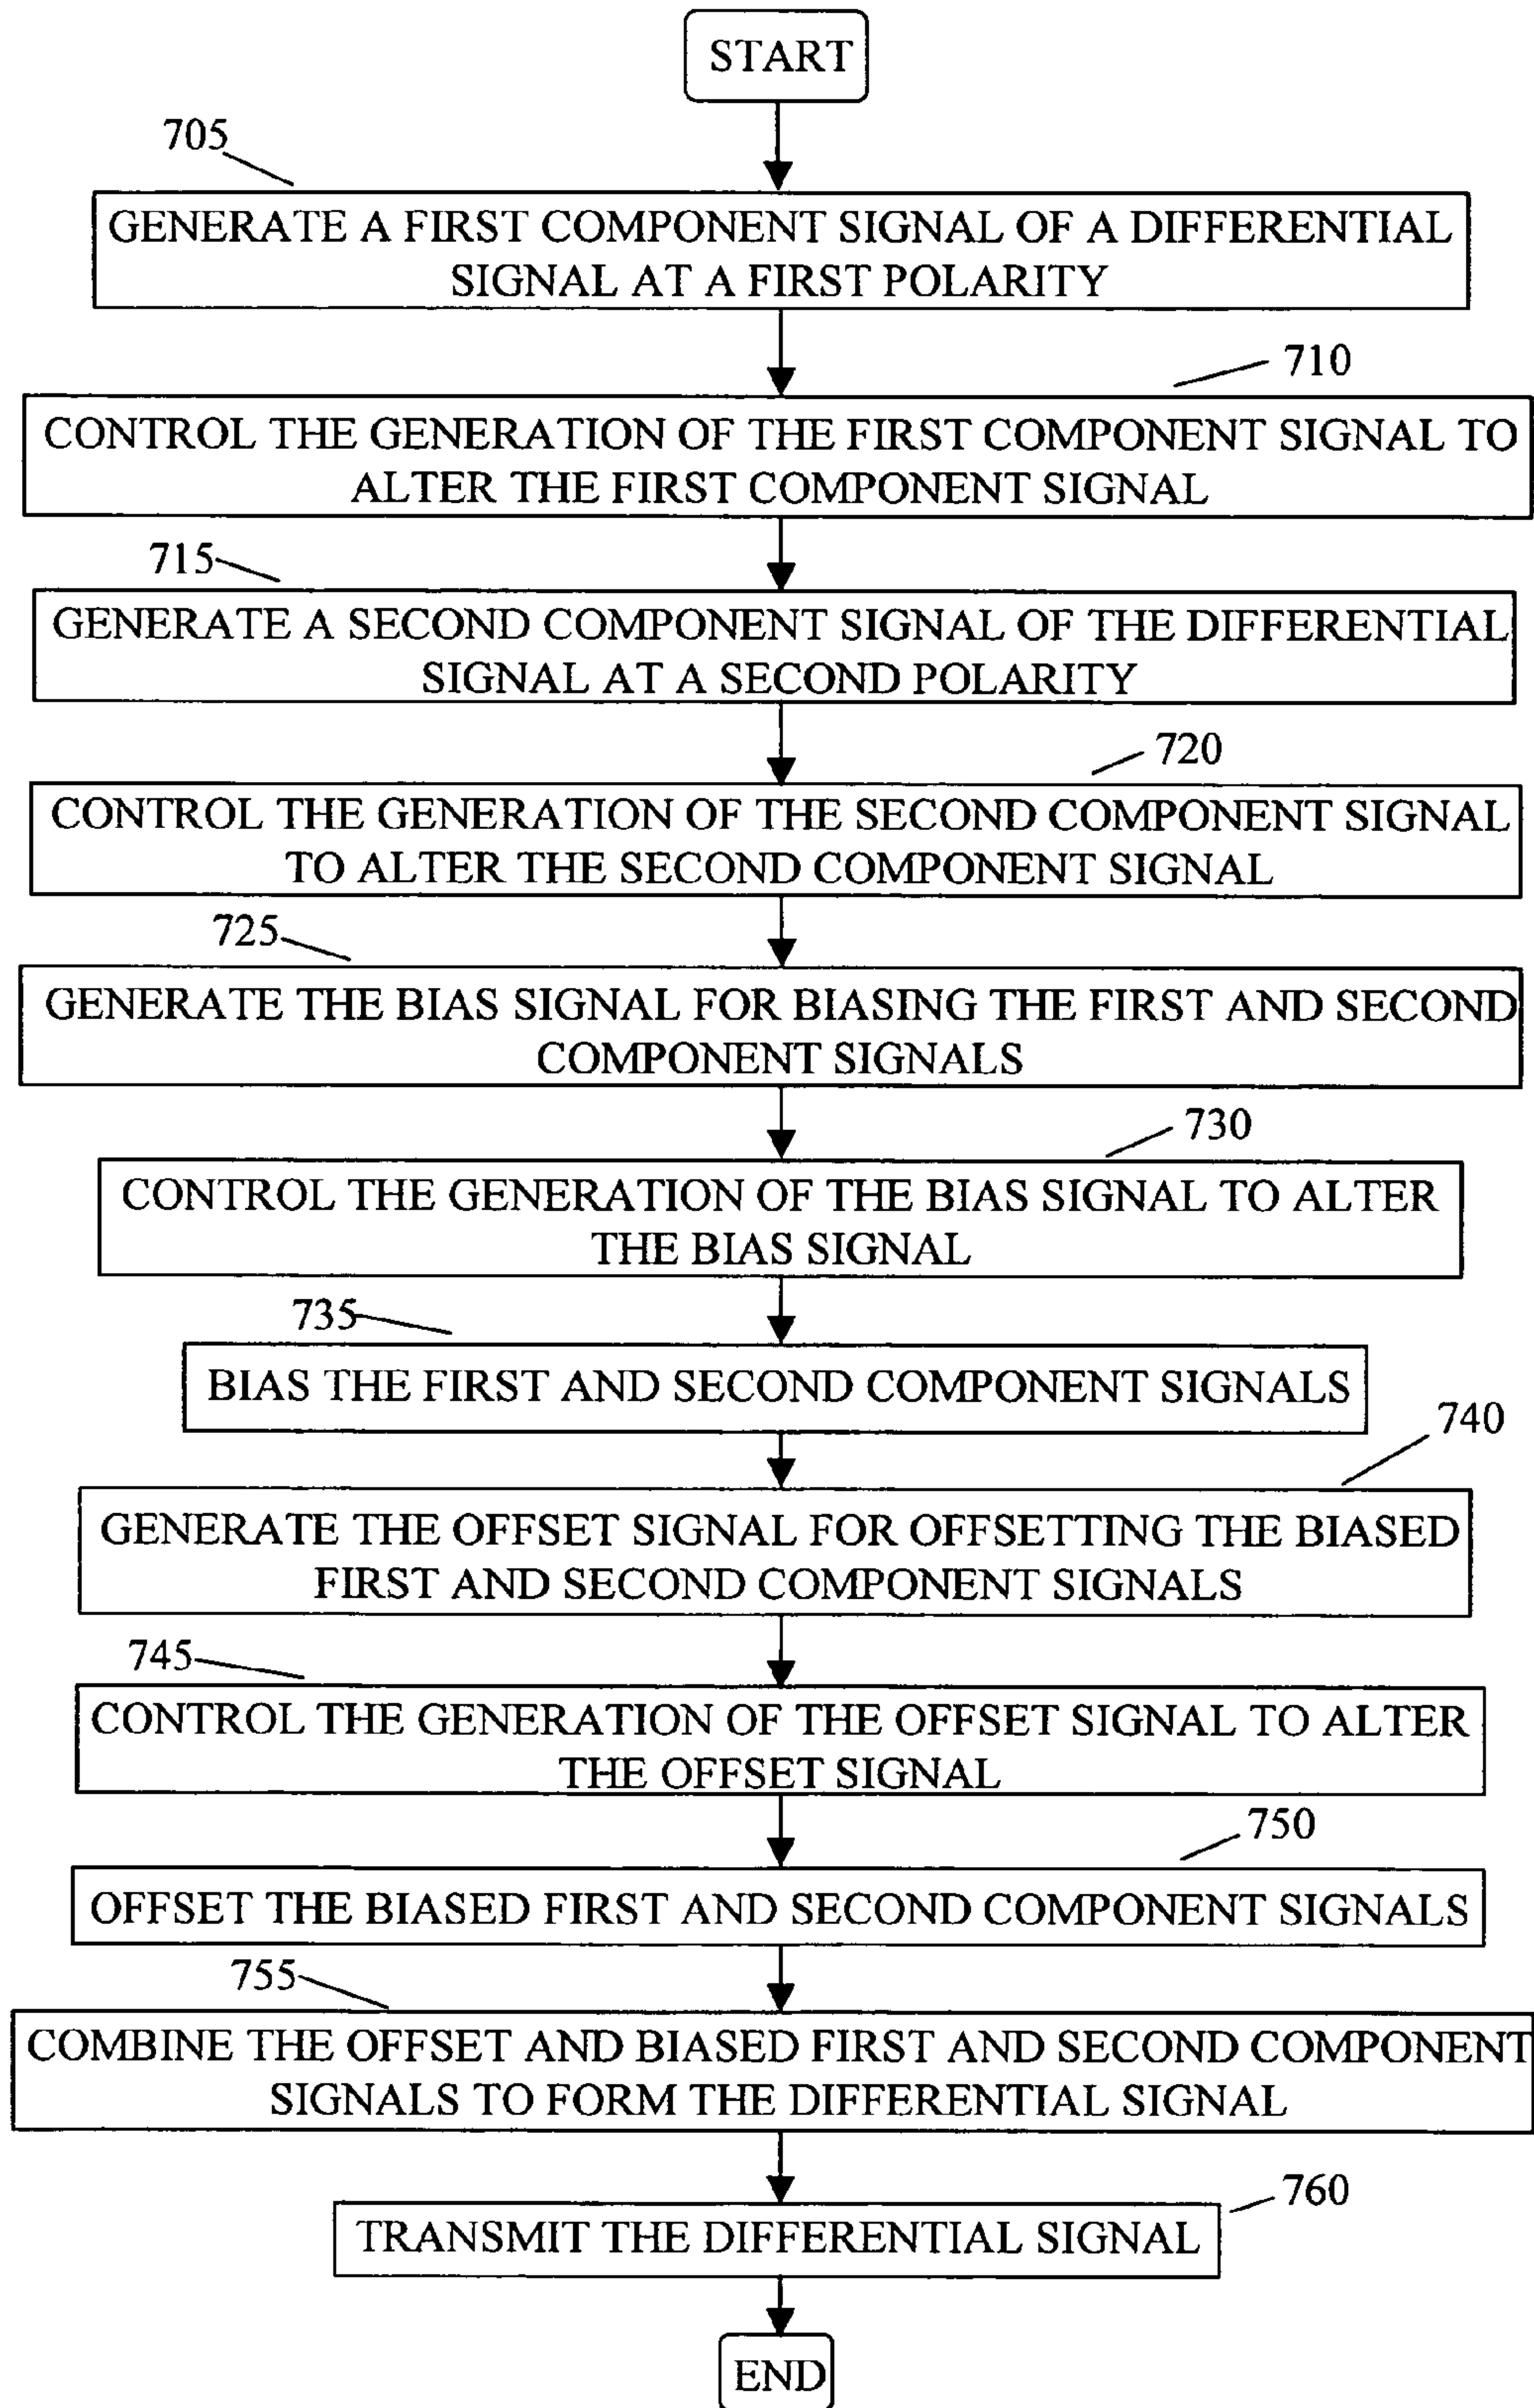 START
705
GENERATE A FIRST COMPONENT SIGNAL OF A DIFFERENTIAL
SIGNAL AT A FIRST POLARITY
710
CONTROL THE GENERATION OF THE FIRST COMPONENT SIGNAL TO
ALTER THE FIRST COMPONENT SIGNAL
715
GENERATE A SECOND COMPONENT SIGNAL OF THE DIFFERENTIAL
SIGNAL AT A SECOND POLARITY
720
CONTROL THE GENERATION OF THE SECOND COMPONENT SIGNAL
TO ALTER THE SECOND COMPONENT SIGNAL
725
GENERATE THE BIAS SIGNAL FOR BIASING THE FIRST AND SECOND
COMPONENT SIGNALS
730
CONTROL THE GENERATION OF THE BIAS SIGNAL TO ALTER
THE BIAS SIGNAL
735
BIAS THE FIRST AND SECOND COMPONENT SIGNALS
740
GENERATE THE OFFSET SIGNAL FOR OFFSETTING THE BIASED
FIRST AND SECOND COMPONENT SIGNALS
745
CONTROL THE GENERATION OF THE OFFSET SIGNAL TO ALTER
THE OFFSET SIGNAL
750
OFFSET THE BIASED FIRST AND SECOND COMPONENT SIGNALS
755
COMBINE THE OFFSET AND BIASED FIRST AND SECOND COMPONENT
SIGNALS TO FORM THE DIFFERENTIAL SIGNAL
760
TRANSMIT THE DIFFERENTIAL SIGNAL
END